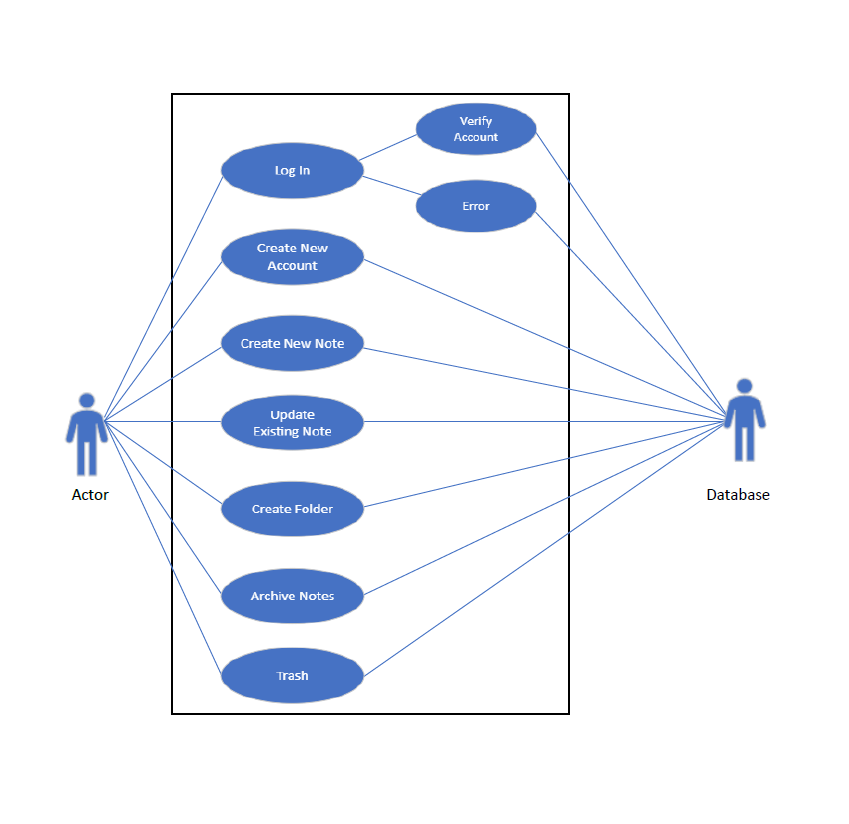 Verify
Account
Log In
Error
Create New
Account
Create New Note
Update
Existing Note
Actor
Database
Create Folder
Archive Notes
Trash